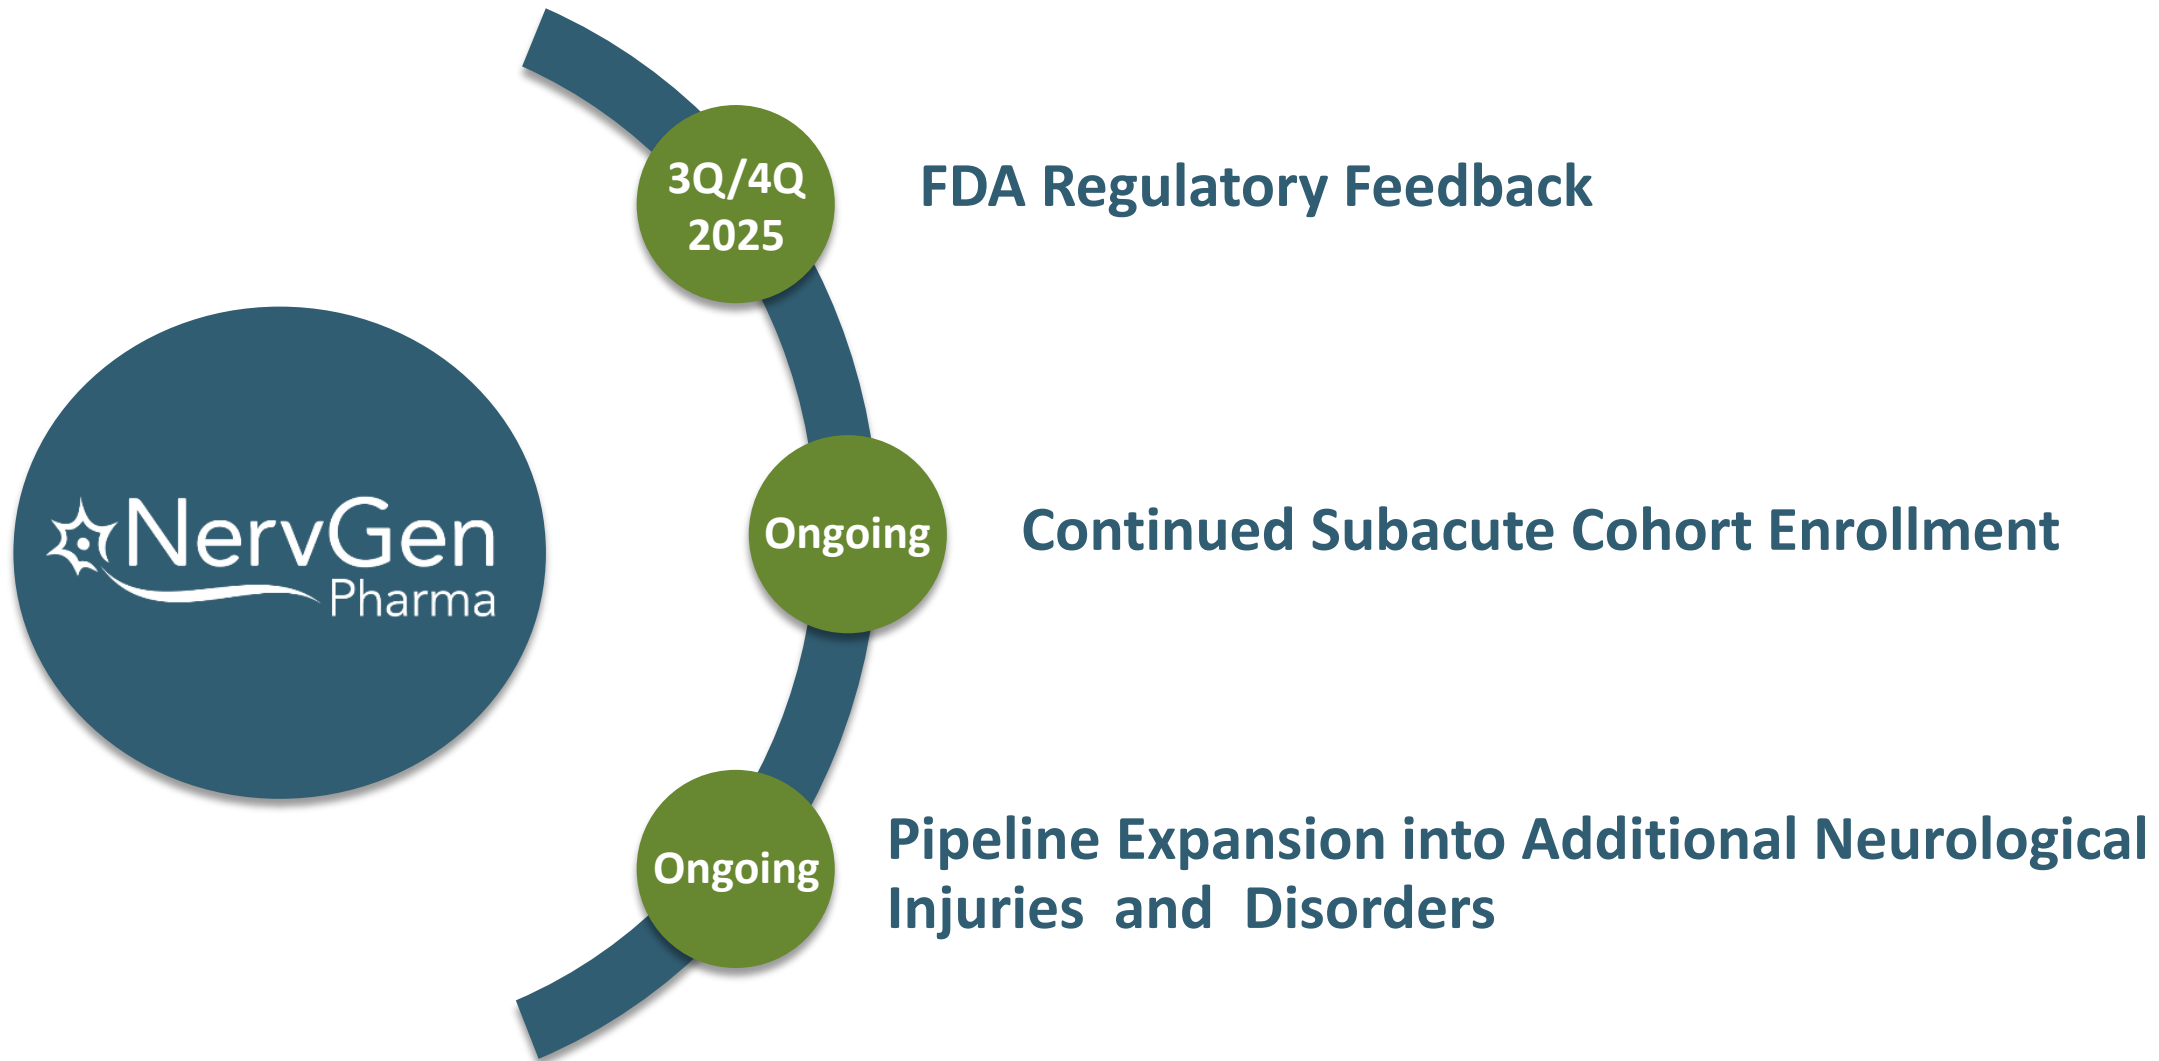 NervGen
Pharma
3Q/4Q
2025
FDA Regulatory Feedback
Ongoing
Continued Subacute Cohort Enrollment
Ongoing
Pipeline Expansion into Additional Neurological
Injuries and Disorders